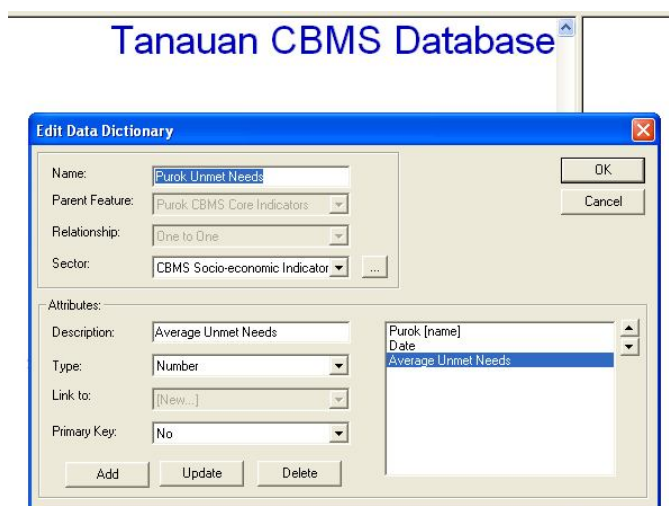 Tanauan CBMS Database
Edit Data Dictionary
Name: Purok Unmet Needs
OK
Parent Feature: Purok CBMS Core Indicators
Cancel
Relationship: One to One
Sector: CBMS Socio-economic Indicator ...
Attributes:
Description: Average Unmet Needs
Type: Number
Link to: [New...]
Primary Key: No
Add Update Delete
Purok [name]
Date
Average Unmet Needs